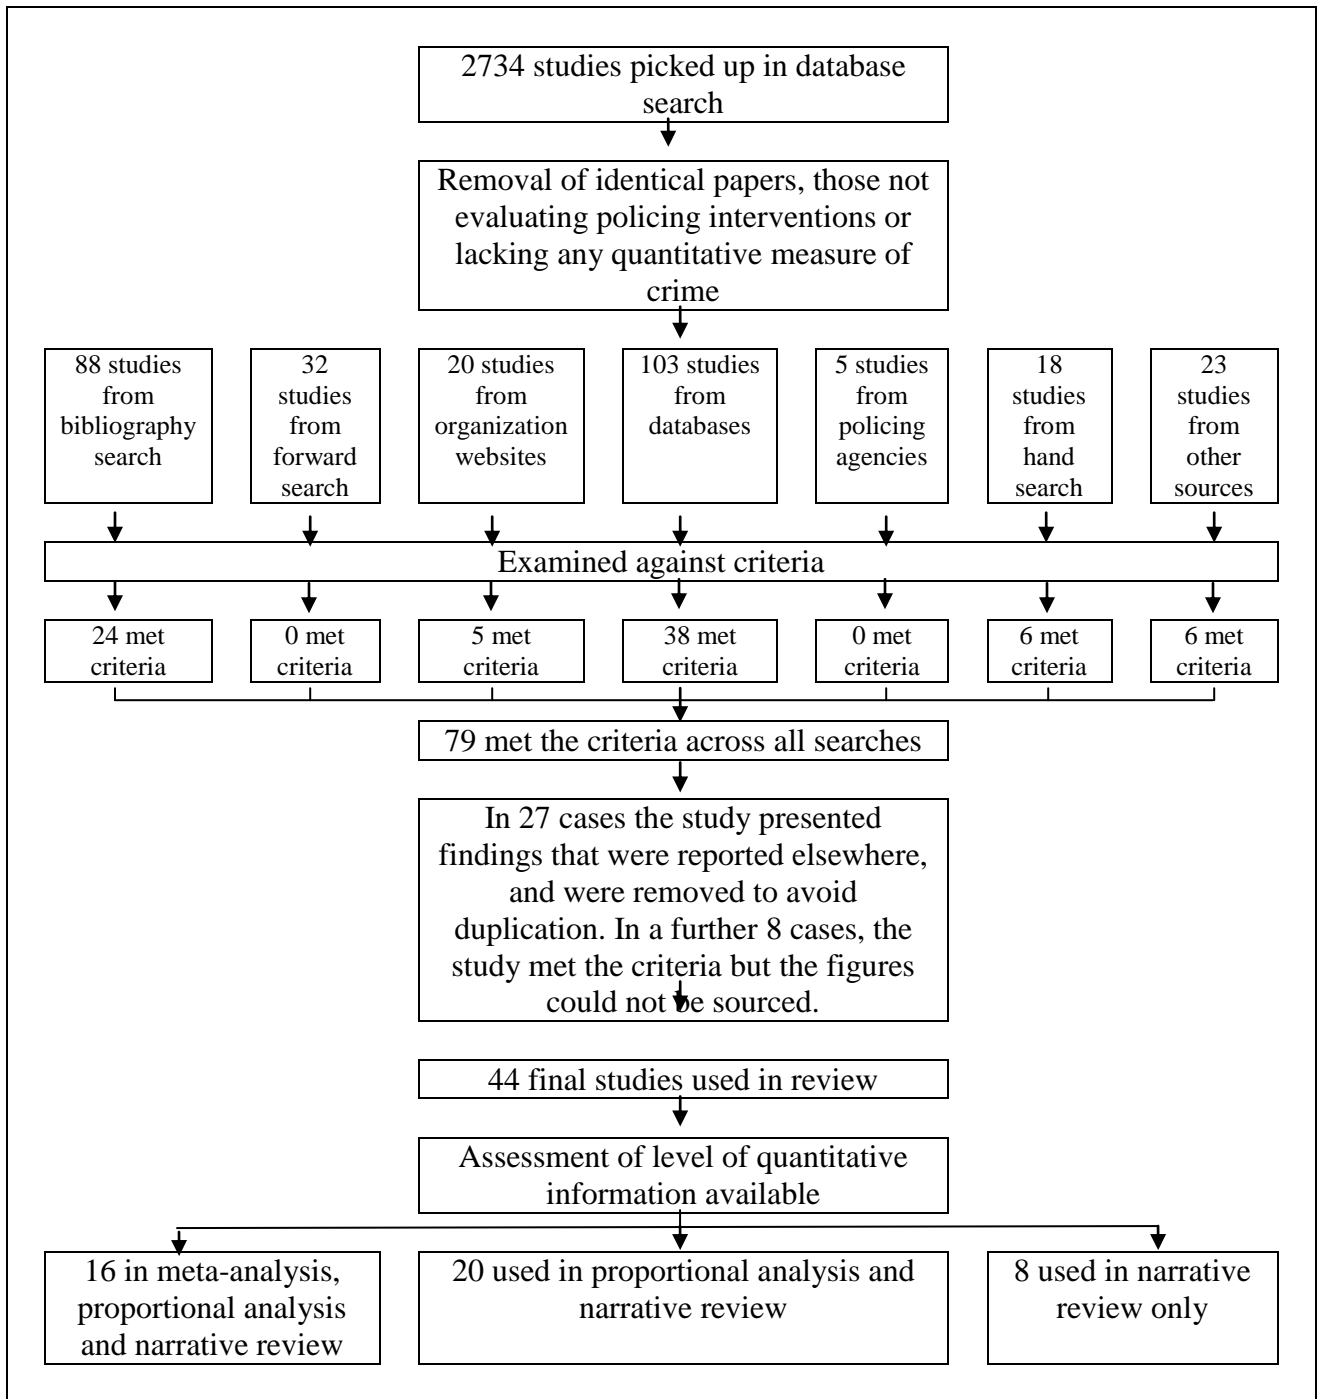 2734 studies picked up in database
search
Removal of identical papers, those not
evaluating policing interventions or
lacking any quantitative measure of
crime
88 studies
from
bibliography
search
32
studies
from
forward
search
20 studies
from
organization
websites
103 studies
from
databases
5 studies
from
policing
agencies
18
studies
from
hand
search
23
studies
from
other
sources
Examined against criteria
24 met
criteria
0 met
criteria
5 met
criteria
38 met
criteria
0 met
criteria
6 met
criteria
6 met
criteria
79 met the criteria across all searches
In 27 cases the study presented
findings that were reported elsewhere,
and were removed to avoid
duplication. In a further 8 cases, the
study met the criteria but the figures
could not be sourced.
44 final studies used in review
Assessment of level of quantitative
information available
16 in meta-analysis,
proportional analysis
and narrative review
20 used in proportional analysis and
narrative review
8 used in narrative
review only